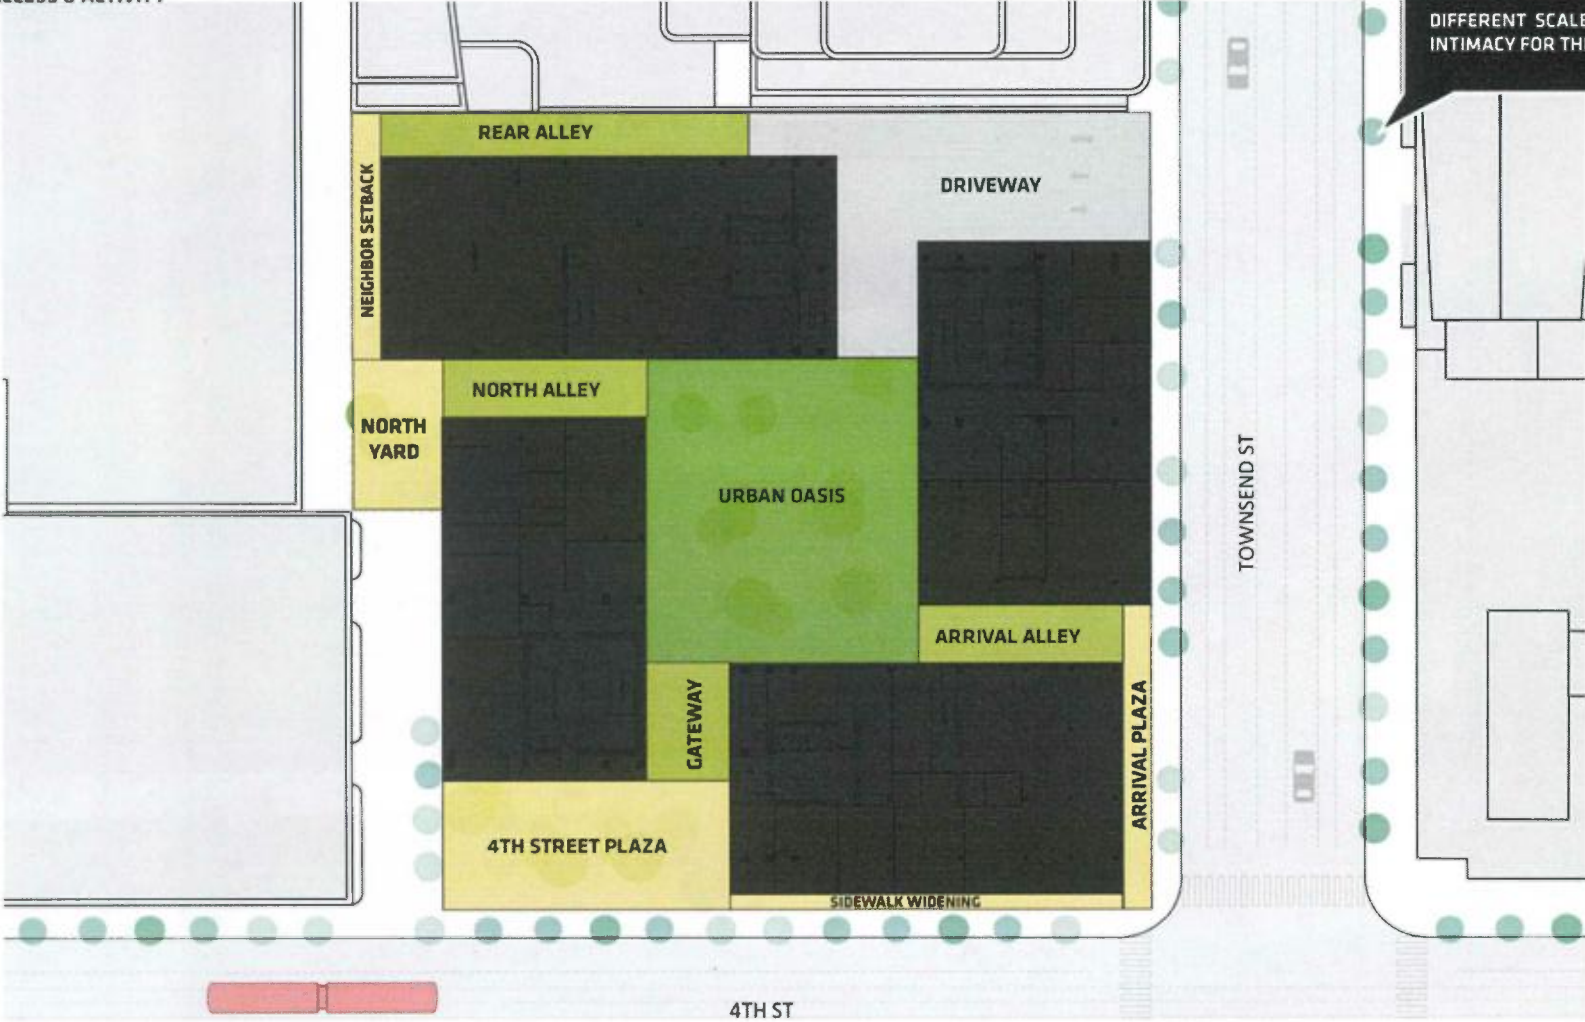 DIFFERENT SCALE
INTIMACY FOR TH
REAR ALLEY
DRIVEWAY
NEIGHBOR SETBACK
NORTH ALLEY
NORTH
YARD
URBAN OASIS
TOWNSEND ST
ARRIVAL ALLEY
GATEWAY
ARRIVAL PLAZA
4TH STREET PLAZA
SIDEWALK WIDENING
4TH ST